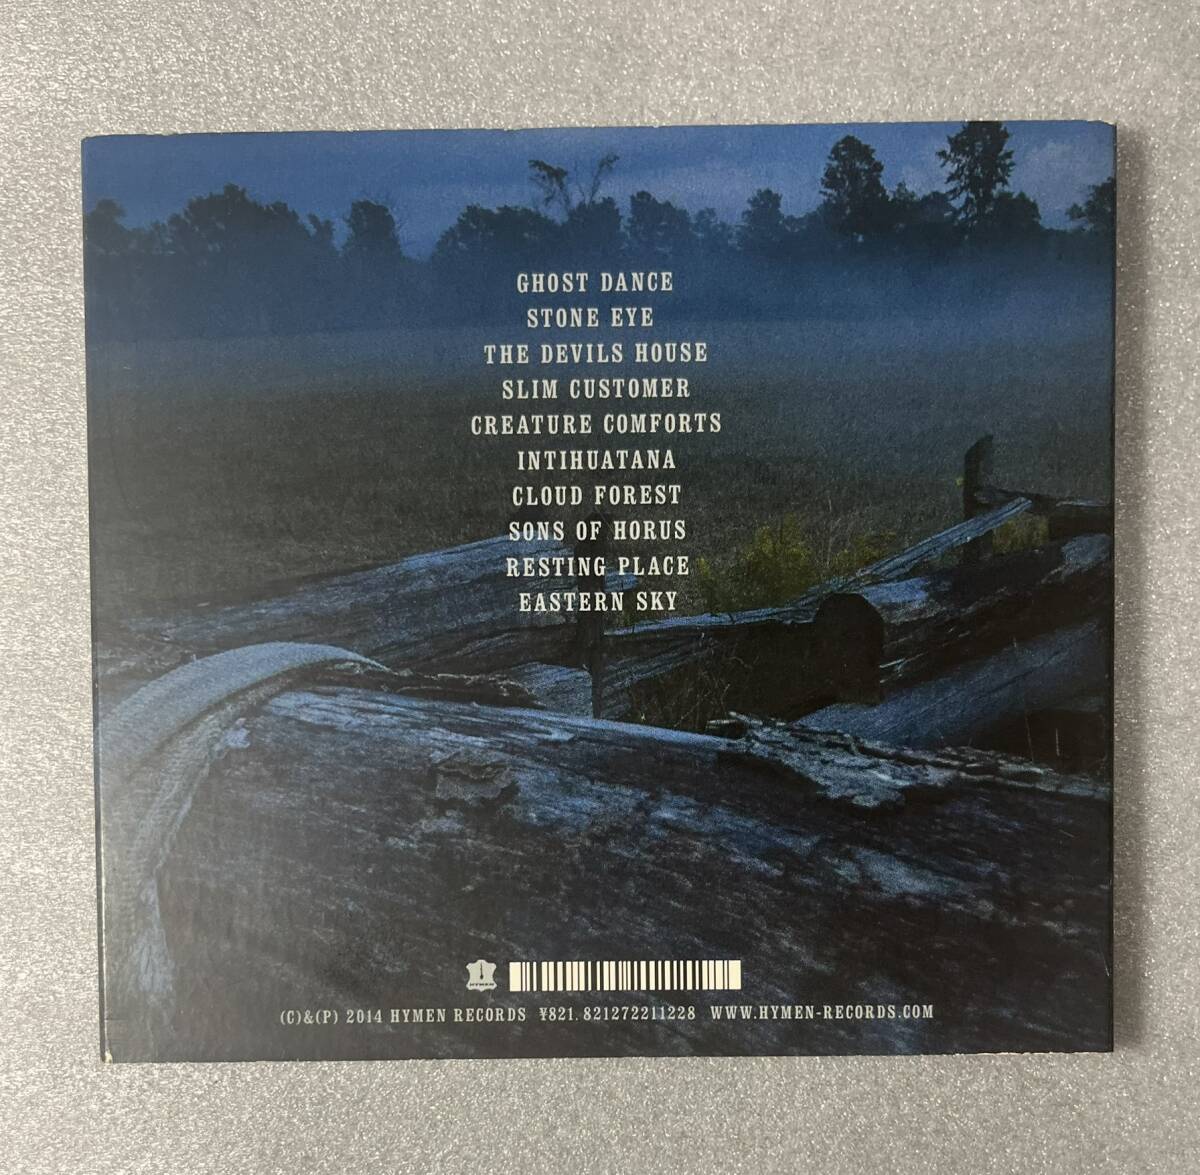 GHOST DANCE
STONE EYE
THE DEVILS HOUSE
SLIM CUSTOMER
CREATURE COMFORTS
INTIHUATANA
CLOUD FOREST
SONS OF HORUS
RESTING PLACE
EASTERN SKY
HYMEN
(C)&(P) 2014 HYMEN RECORDS ¥821. 821272211228 WWW.HYMEN-RECORDS.COM